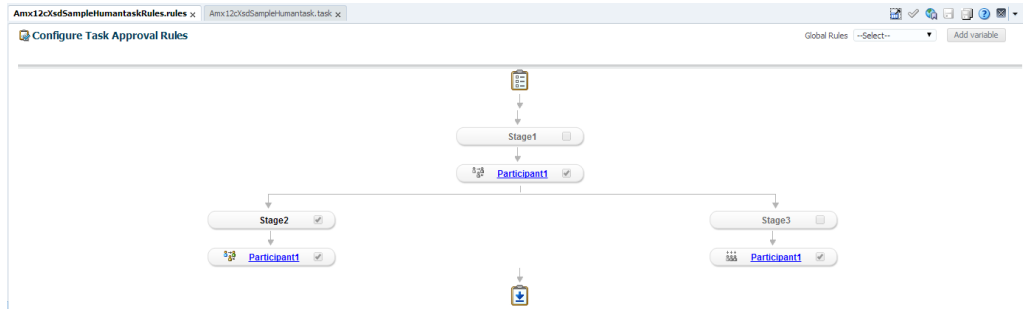 Amx12cXsdSampleHumantaskRules.rules x Amx12cXsdSampleHumantask.task x
Configure Task Approval Rules Global Rules --Select-- Add variable
Stage1
Participant1
Stage2 Stage3
Participant1 Participant1